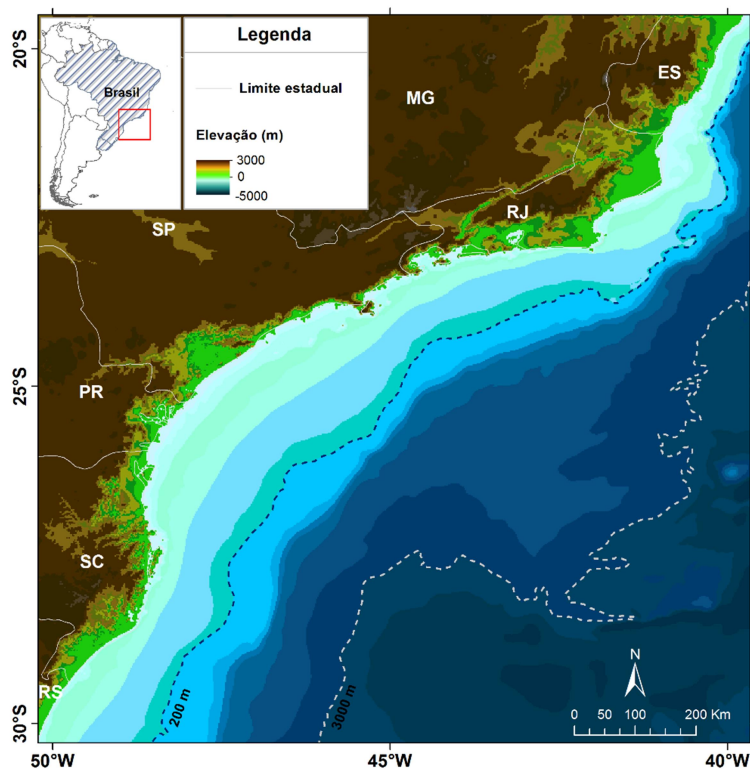 20°S
25°S
30°S
Brasil
Legenda
Limite estadual
Elevação (m)
3000
0
-5000
ES
MG
RJ
SP
PR
SC
RS
200 m
3000 m
N
0 50 100 200 Km
50°W 45°W 40°W